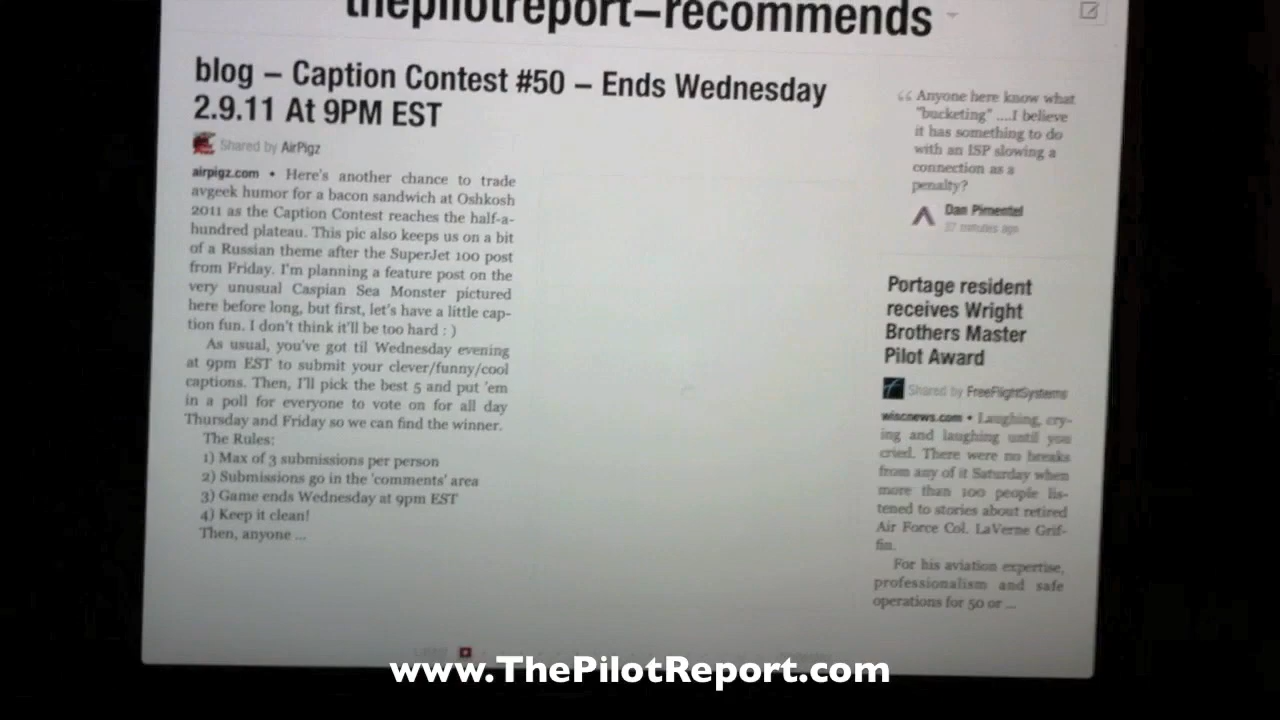 thepilotreport–recommends
blog – Caption Contest #50 – Ends Wednesday
2.9.11 At 9PM EST
Shared by AirPigz
airpigz.com • Here's another chance to trade
avgeek humor for a bacon sandwich at Oshkosh
2011 as the Caption Contest reaches the half-a-
hundred plateau. This pic also keeps us on a bit
of a Russian theme after the SuperJet 100 post
from Friday. I'm planning a feature post on the
very unusual Caspian Sea Monster pictured
here before long, but first, let's have a little cap-
tion fun. I don't think it'll be too hard : )
As usual, you've got til Wednesday evening
at 9pm EST to submit your clever/funny/cool
captions. Then, I'll pick the best 5 and put 'em
in a poll for everyone to vote on for all day
Thursday and Friday so we can find the winner.
The Rules:
1) Max of 3 submissions per person
2) Submissions go in the 'comments' area
3) Game ends Wednesday at 9pm EST
4) Keep it clean!
Then, anyone ...
“ Anyone here know what
"bucketing" ....I believe
it has something to do
with an ISP slowing a
connection as a
penalty?
Dan Pimentel
37 minutes ago
Portage resident
receives Wright
Brothers Master
Pilot Award
Shared by FreeFlightSystems
wiscnews.com • Laughing, cry-
ing and laughing until you
cried. There were no breaks
from any of it Saturday when
more than 100 people lis-
tened to stories about retired
Air Force Col. LaVerne Grif-
fin.
For his aviation expertise,
professionalism and safe
operations for 50 or ...
www.ThePilotReport.com